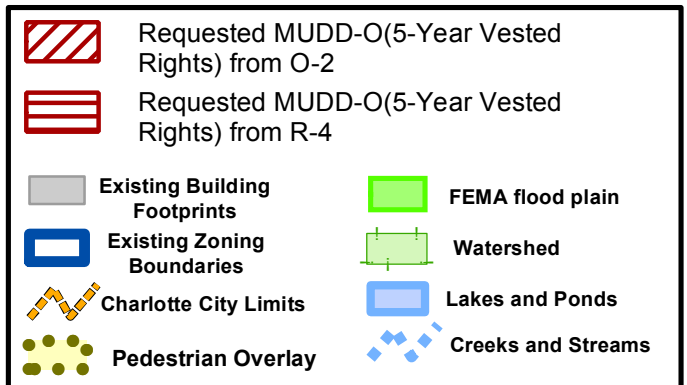 Requested MUDD-O(5-Year Vested
Rights) from O-2
Requested MUDD-O(5-Year Vested
Rights) from R-4
Existing Building
Footprints
Existing Zoning
Boundaries
Charlotte City Limits
Pedestrian Overlay
FEMA flood plain
Watershed
Lakes and Ponds
Creeks and Streams